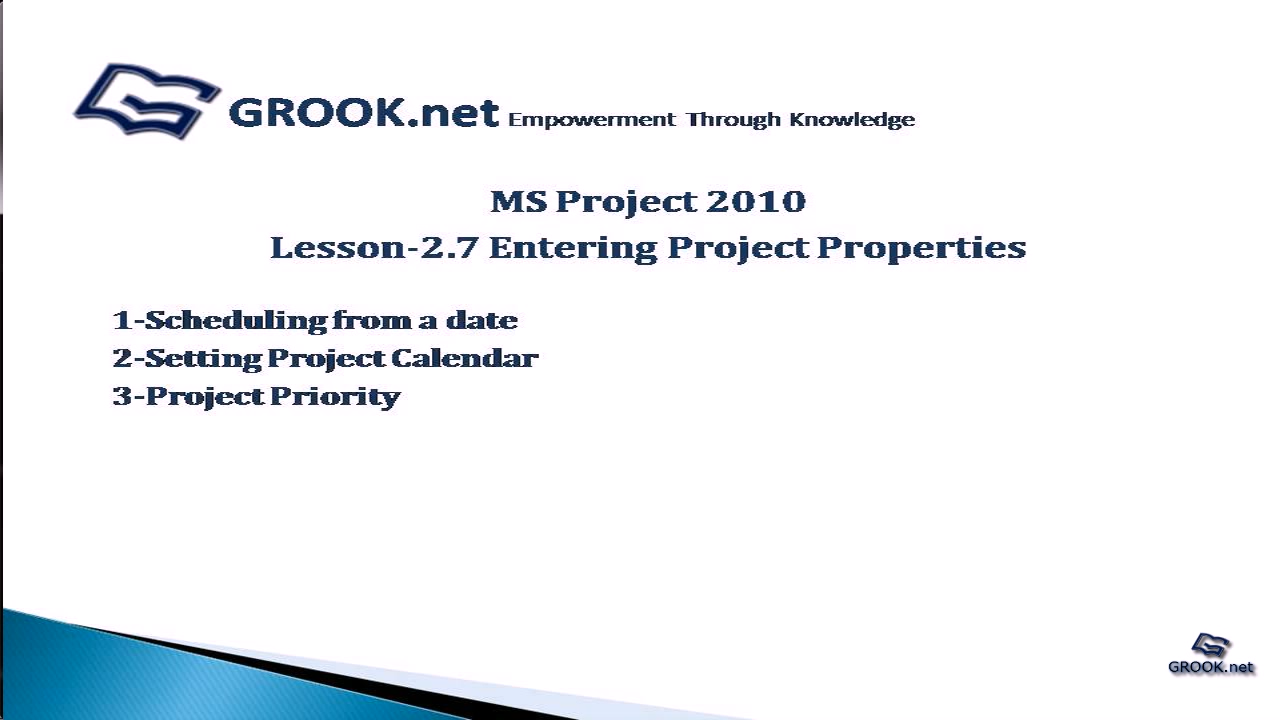 GROOK.net Empowerment Through Knowledge
MS Project 2010
Lesson-2.7 Entering Project Properties
1-Scheduling from a date
2-Setting Project Calendar
3-Project Priority
GROOK.net